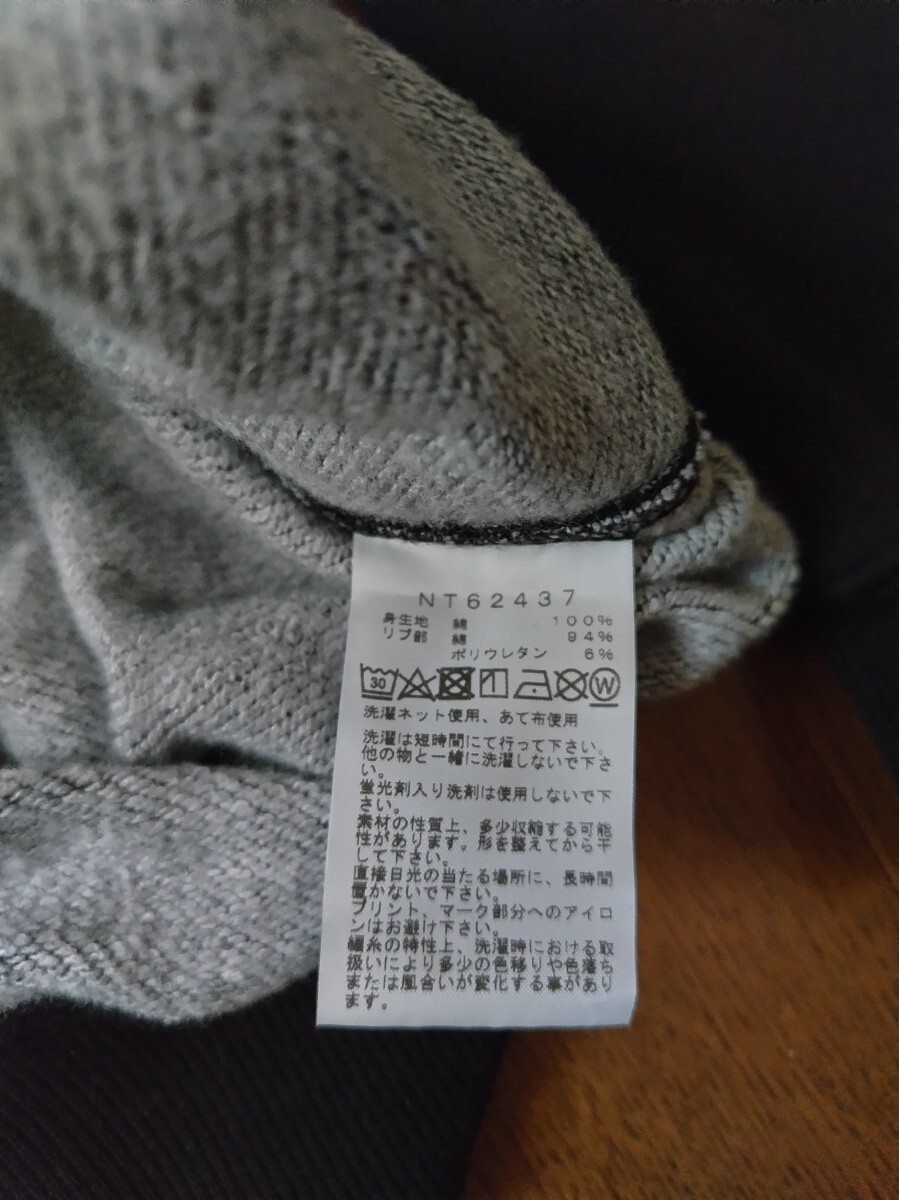 NT62437
身生地 綿 100%
リブ部 綿 94%
ポリウレタン 6%
30 W
洗濯ネット使用、あて布使用
洗濯は短時間にて行って下さい。
他の物と一緒に洗濯しないで下さ
い。
蛍光剤入り洗剤は使用しないで下
さい。
素材の性質上、多少収縮する可能
性があります。形を整えてから干
して下さい。
直接日光の当たる場所に、長時間
置かないで下さい。
プリント、マーク部分へのアイロ
ンはお避け下さい。
編糸の特性上、洗濯時における取
扱いにより多少の色移りや色落ち
または風合いが変化する事があり
ます。